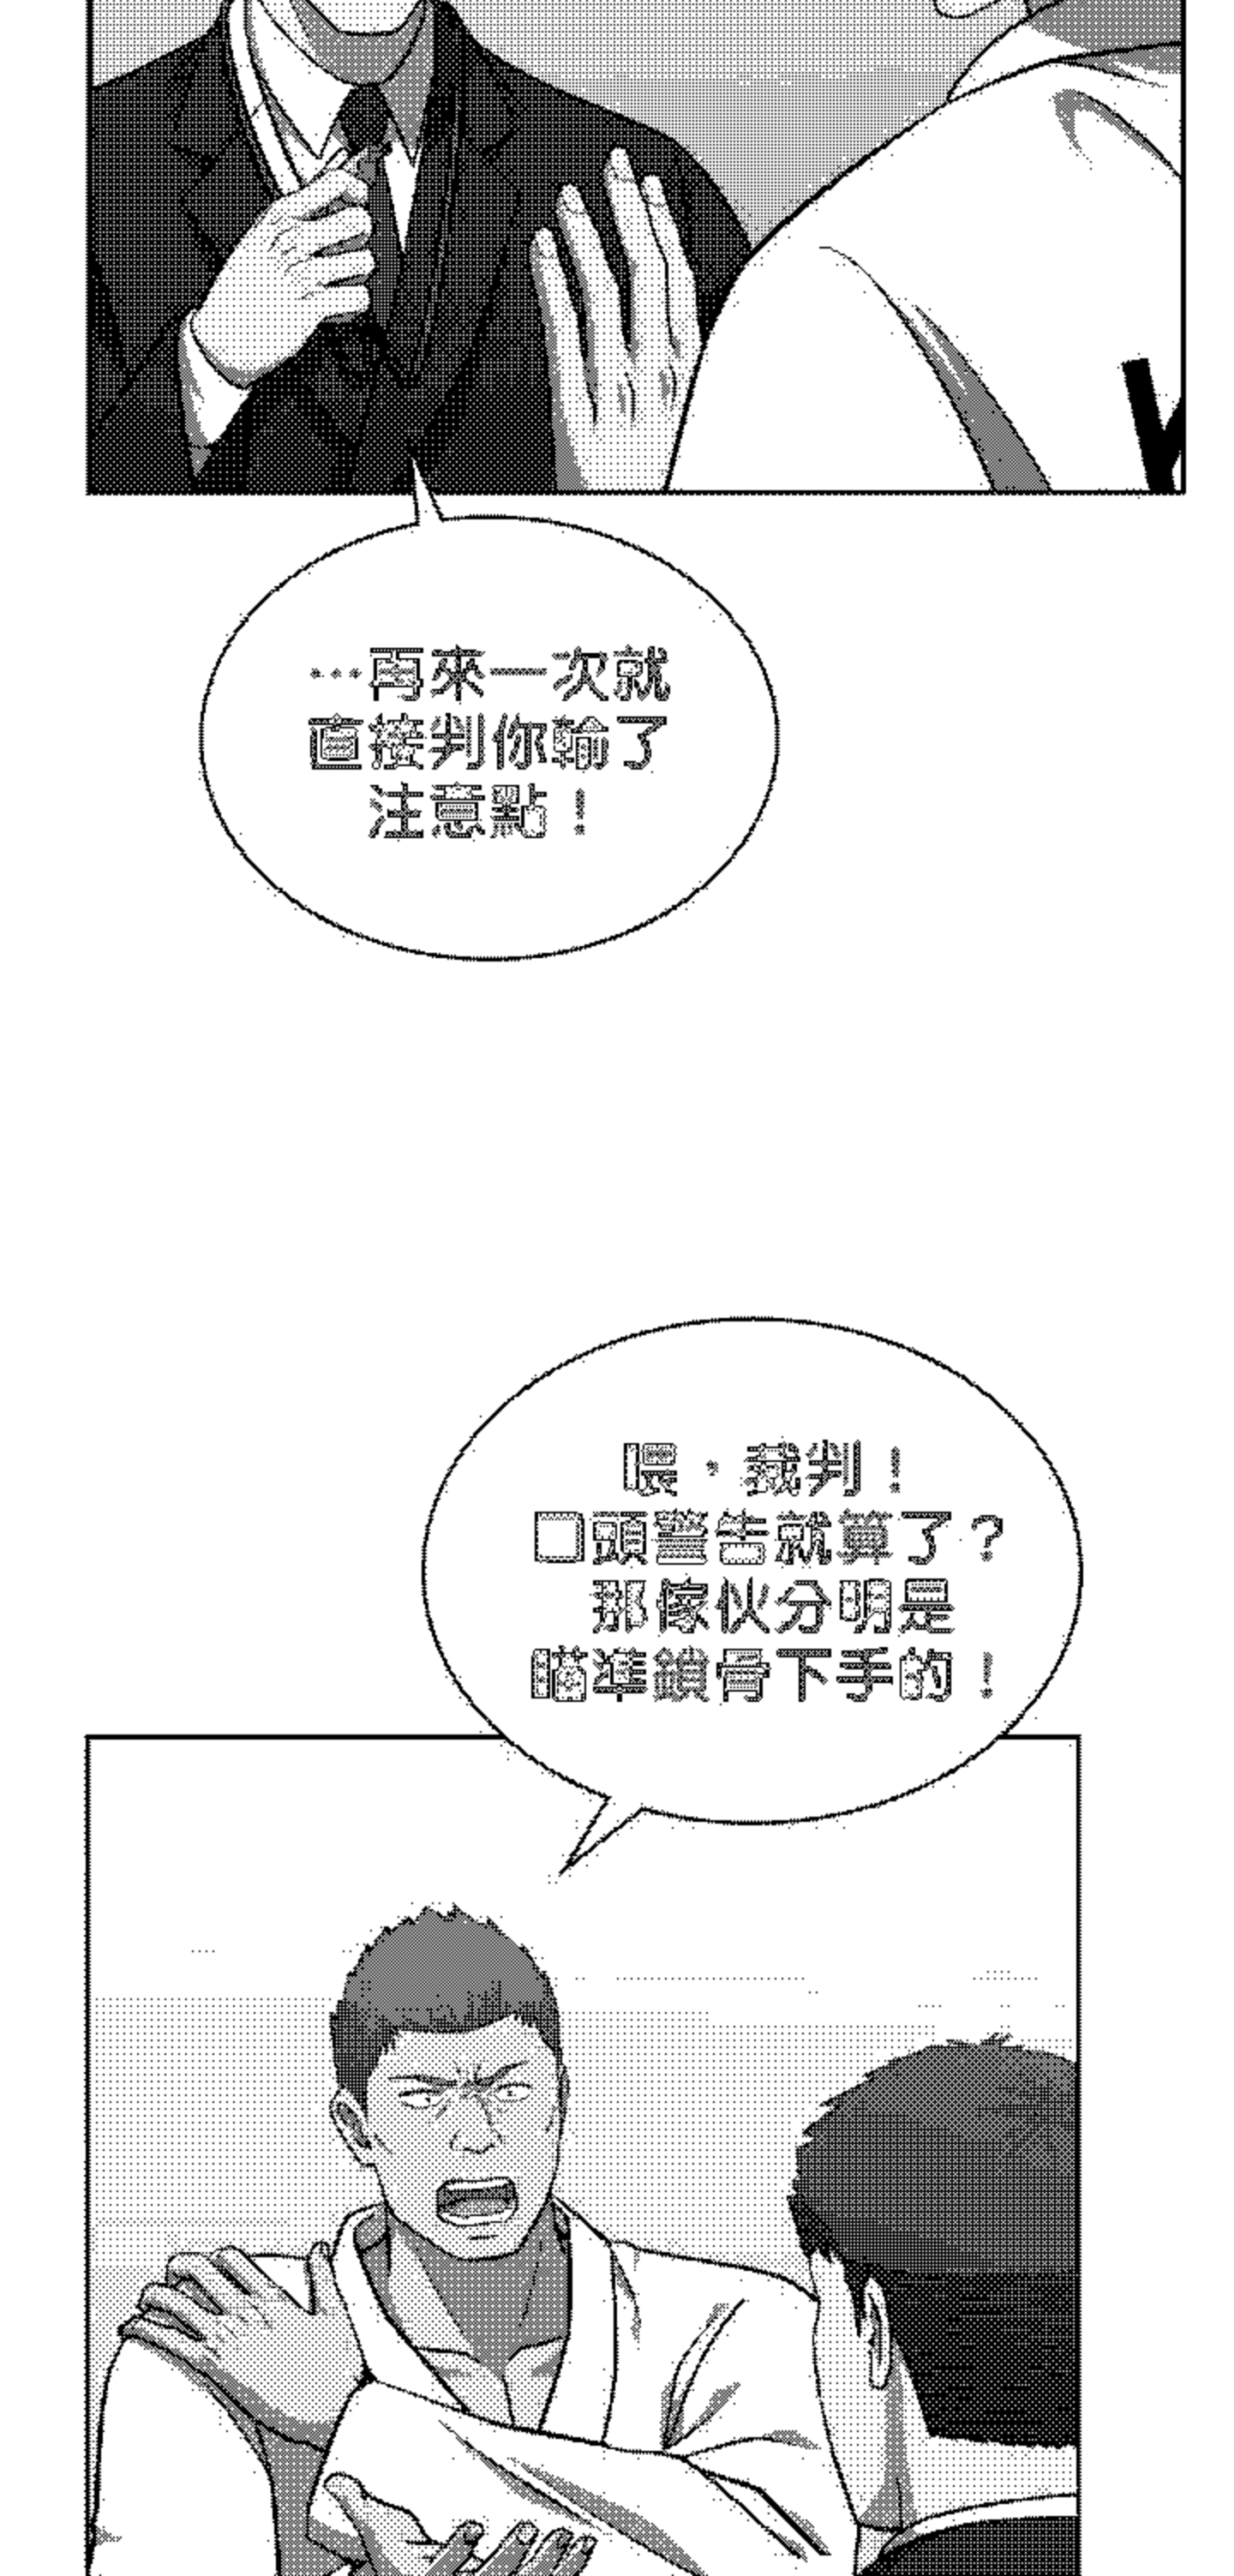 …再來一次就
直接判你輸了
注意點！
喂，裁判！
口頭警告就算了？
那傢伙分明是
瞄準鎖骨下手的！